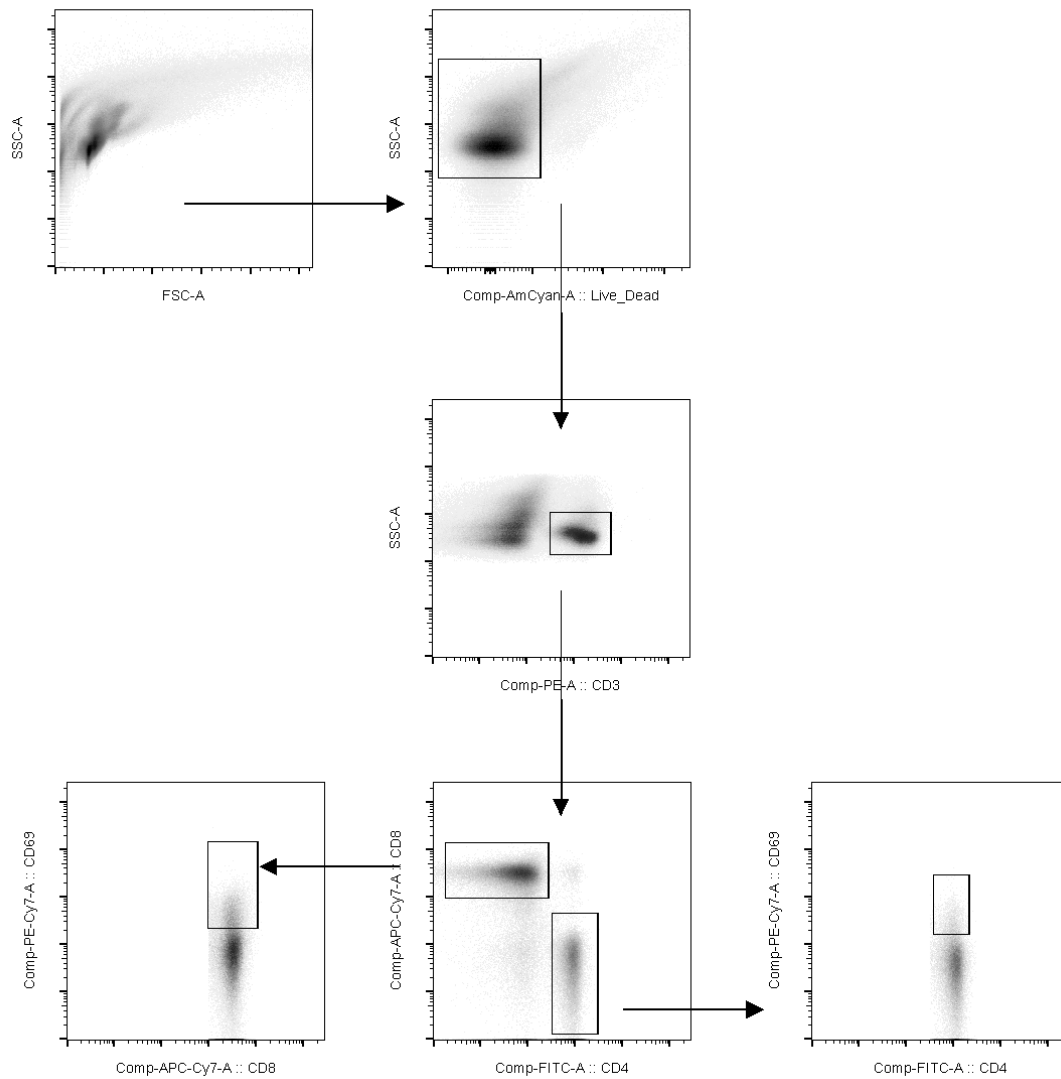 SSC-A
FSC-A
SSC-A
Comp-AmCyan-A :: Live_Dead
SSC-A
Comp-PE-A :: CD3
Comp-PE-Cy7-A :: CD69
Comp-APC-Cy7-A :: CD8
Comp-APC-Cy7-A :: CD8
Comp-FITC-A :: CD4
Comp-PE-Cy7-A :: CD69
Comp-FITC-A :: CD4